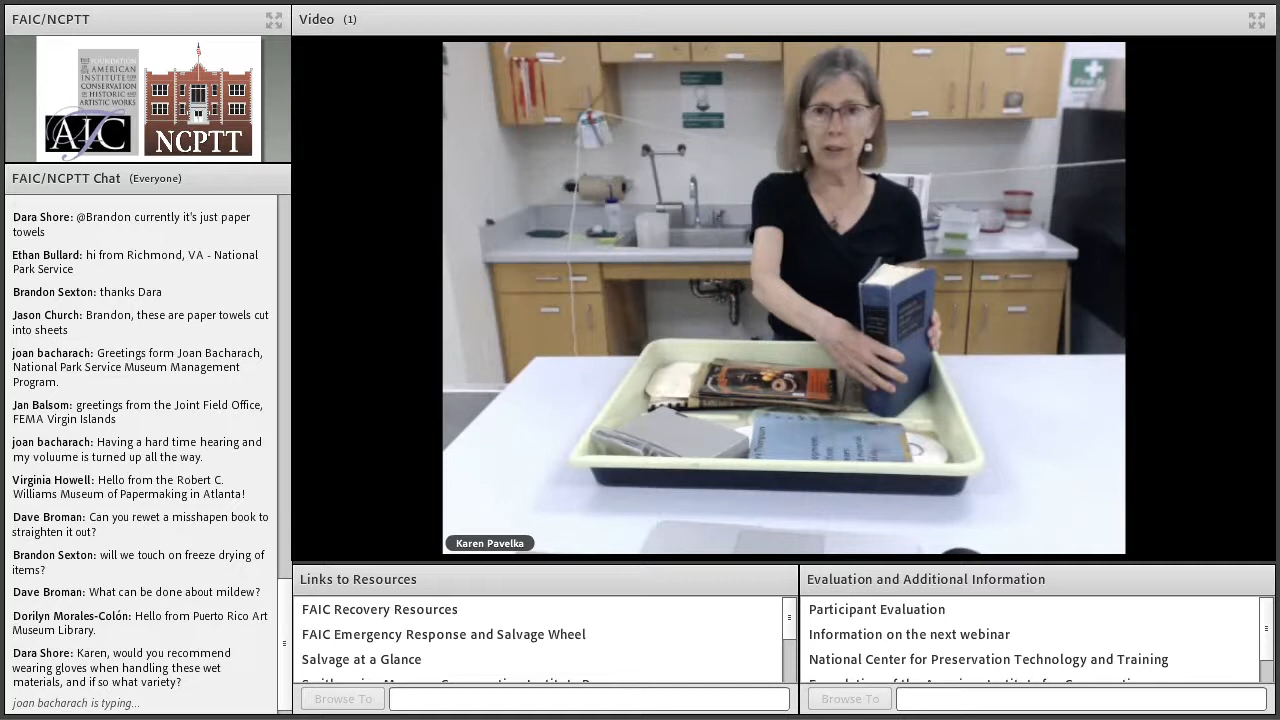 FAIC/NCPTT
THE FOUNDATION
OF THE AMERICAN
INSTITUTE FOR
CONSERVATION
OF HISTORIC AND
ARTISTIC WORKS
AIC
NCPTT
FAIC/NCPTT Chat (Everyone)
Dara Shore: @Brandon currently it's just paper
towels
Ethan Bullard: hi from Richmond, VA - National
Park Service
Brandon Sexton: thanks Dara
Jason Church: Brandon, these are paper towels cut
into sheets
joan bacharach: Greetings form Joan Bacharach,
National Park Service Museum Management
Program.
Jan Balsom: greetings from the Joint Field Office,
FEMA Virgin Islands
joan bacharach: Having a hard time hearing and
my voluume is turned up all the way.
Virginia Howell: Hello from the Robert C.
Williams Museum of Papermaking in Atlanta!
Dave Broman: Can you rewet a misshapen book to
straighten it out?
Brandon Sexton: will we touch on freeze drying of
items?
Dave Broman: What can be done about mildew?
Dorilyn Morales-Colón: Hello from Puerto Rico Art
Museum Library.
Dara Shore: Karen, would you recommend
wearing gloves when handling these wet
materials, and if so what variety?
joan bacharach is typing...
Video (1)
First
Karen Pavelka
Links to Resources
FAIC Recovery Resources
FAIC Emergency Response and Salvage Wheel
Salvage at a Glance
Browse To
Evaluation and Additional Information
Participant Evaluation
Information on the next webinar
National Center for Preservation Technology and Training
Browse To